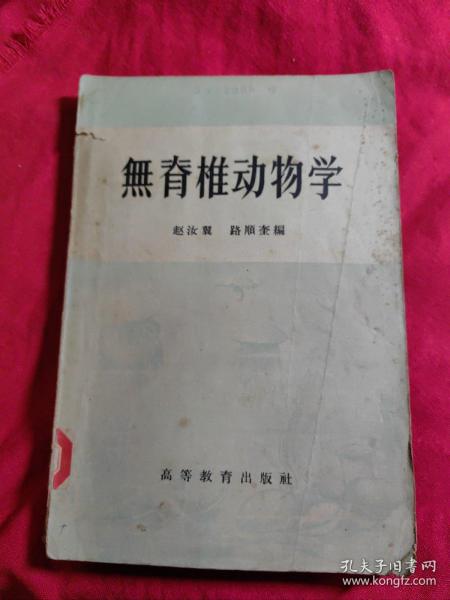 無脊椎动物学
赵汝翼 路順奎編
高等教育出版社
孔夫子旧书网
www.kongfz.com